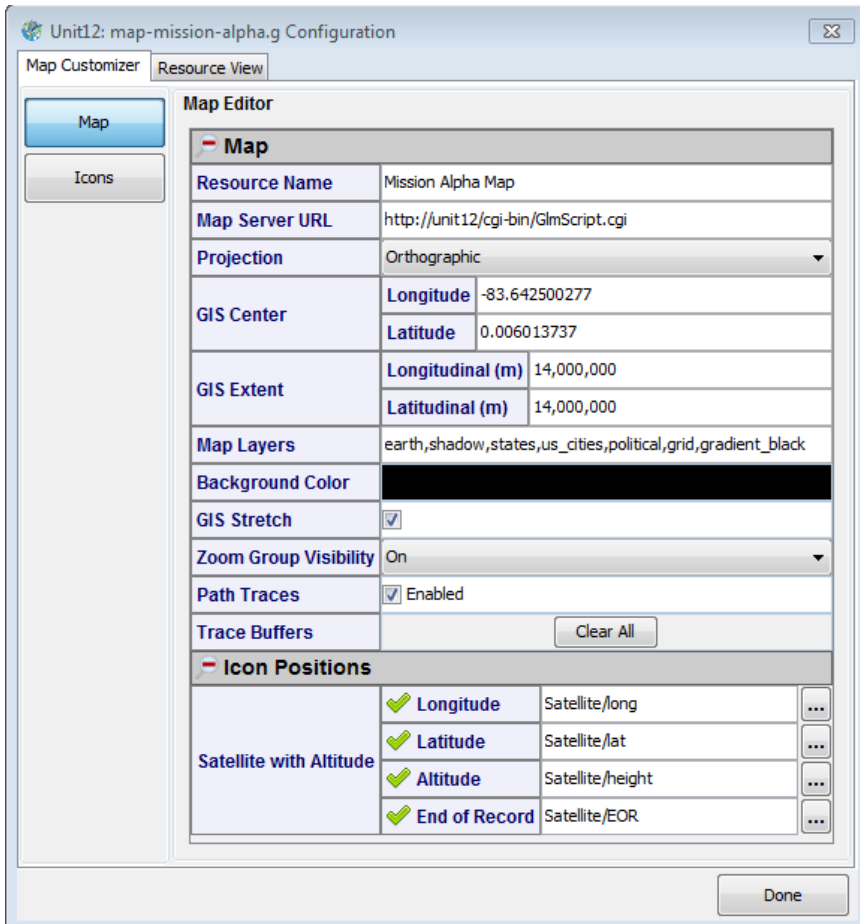 Unit12: map-mission-alpha.g Configuration
Map Customizer Resource View
Map
Icons
Map Editor
Map
Resource Name Mission Alpha Map
Map Server URL http://unit12/cgi-bin/GlmScript.cgi
Projection Orthographic
GIS Center
Longitude -83.642500277
Latitude 0.006013737
GIS Extent
Longitudinal (m) 14,000,000
Latitudinal (m) 14,000,000
Map Layers earth,shadow,states,us_cities,political,grid,gradient_black
Background Color
GIS Stretch
Zoom Group Visibility On
Path Traces Enabled
Trace Buffers Clear All
Icon Positions
Satellite with Altitude
Longitude Satellite/long ...
Latitude Satellite/lat ...
Altitude Satellite/height ...
End of Record Satellite/EOR ...
Done